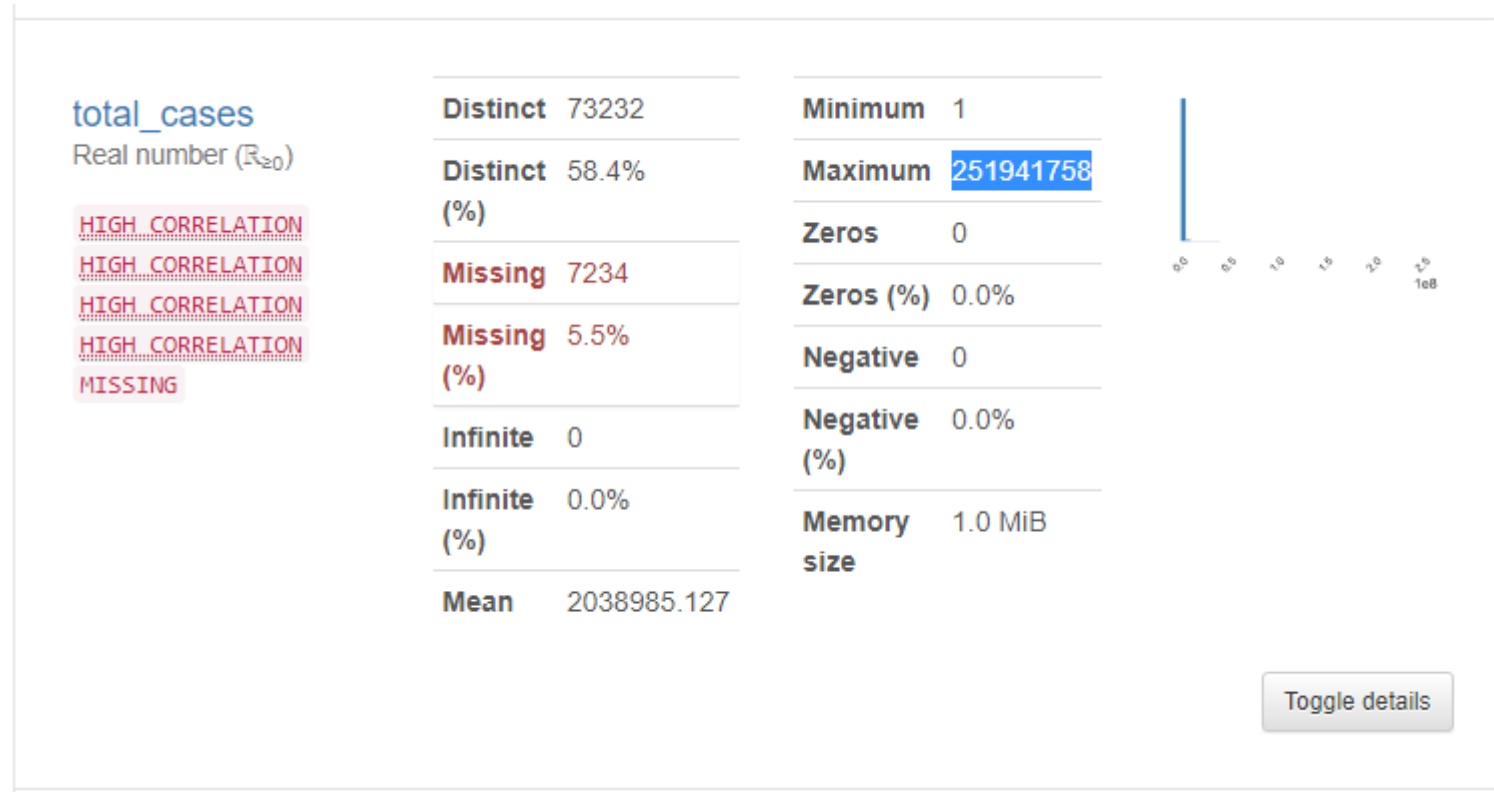 total_cases
Real number (ℝ≥0)
HIGH CORRELATION
HIGH CORRELATION
HIGH CORRELATION
HIGH CORRELATION
MISSING
Distinct 73232
Distinct (%) 58.4%
Missing 7234
Missing (%) 5.5%
Infinite 0
Infinite (%) 0.0%
Mean 2038985.127
Minimum 1
Maximum 251941758
Zeros 0
Zeros (%) 0.0%
Negative 0
Negative (%) 0.0%
Memory size 1.0 MiB
0.0 0.5 1.0 1.5 2.0 2.5
1e8
Toggle details